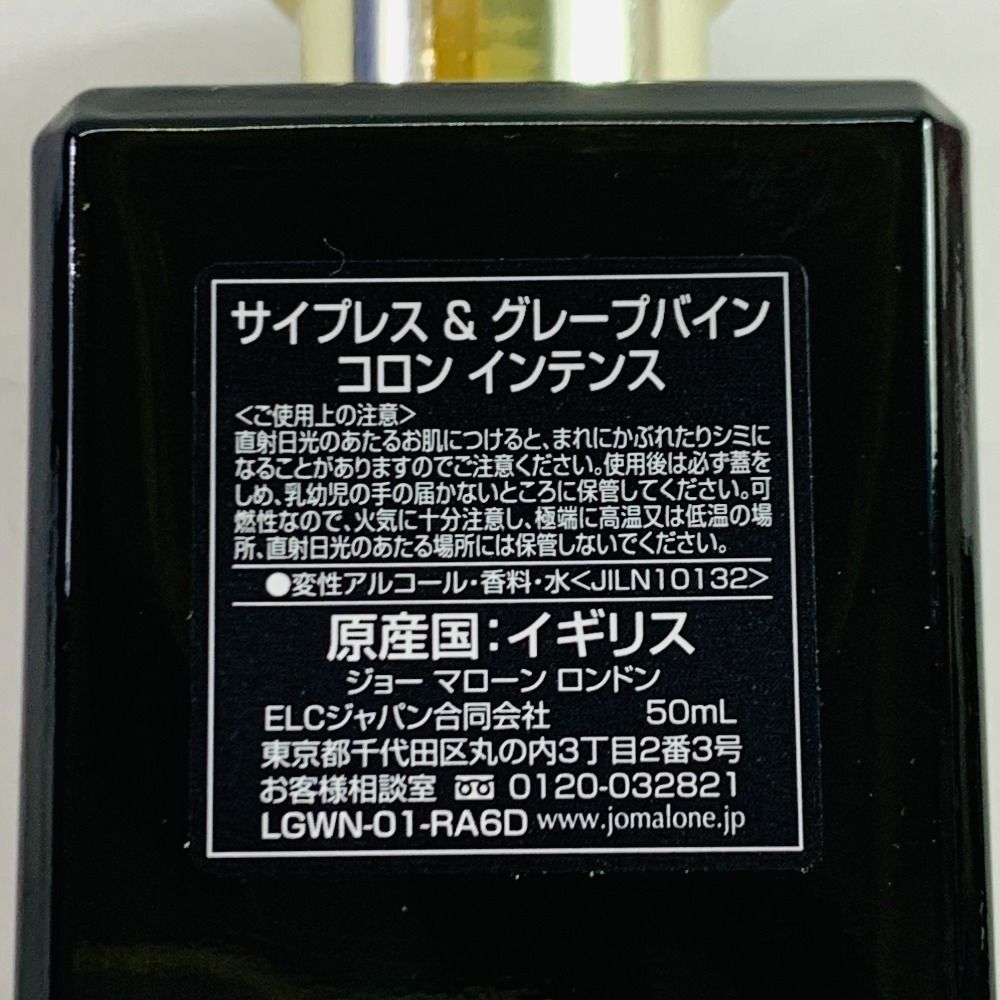 サイプレス & グレープバイン
コロン インテンス
<ご使用上の注意>
直射日光のあたるお肌につけると、まれにかぶれたりシミに
なることがありますのでご注意ください。使用後は必ず蓋を
しめ、乳幼児の手の届かないところに保管してください。可
燃性なので、火気に十分注意し、極端に高温又は低温の場
所、直射日光のあたる場所には保管しないでください。
●変性アルコール・香料・水<JILN10132>
原産国:イギリス
ジョー マローン ロンドン
ELCジャパン合同会社 50mL
東京都千代田区丸の内3丁目2番3号
お客様相談室 0120-032821
LGWN-01-RA6D www.jomalone.jp